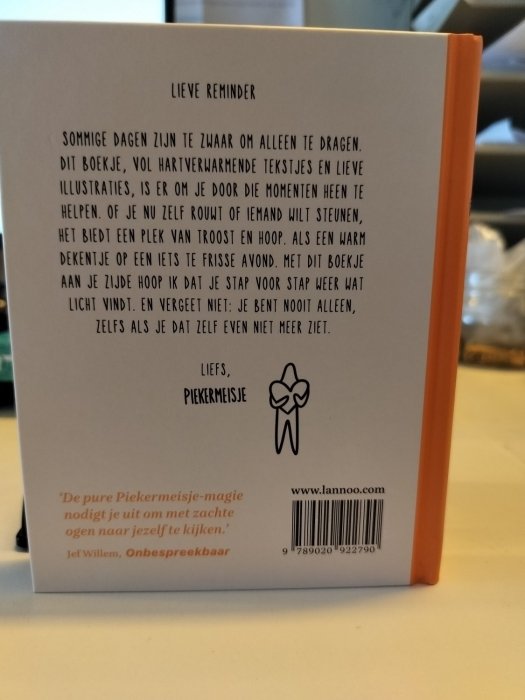 LIEVE REMINDER
SOMMIGE DAGEN ZIJN TE ZWAAR OM ALLEEN TE DRAGEN.
DIT BOEKJE, VOL HARTVERWARMENDE TEKSTJES EN LIEVE
ILLUSTRATIES, IS ER OM JE DOOR DIE MOMENTEN HEEN TE
HELPEN. OF JE NU ZELF ROUWT OF IEMAND WILT STEUNEN,
HET BIEDT EEN PLEK VAN TROOST EN HOOP. ALS EEN WARM
DEKENTJE OP EEN IETS TE FRISSE AVOND. MET DIT BOEKJE
AAN JE ZIJDE HOOP IK DAT JE STAP VOOR STAP WEER WAT
LICHT VINDT. EN VERGEET NIET: JE BENT NOOIT ALLEEN,
ZELFS ALS JE DAT ZELF EVEN NIET MEER ZIET.
LIEFS,
PIEKERMEISJE
'De pure Piekermeisje-magie
nodigt je uit om met zachte
ogen naar jezelf te kijken.'
Jef Willem, Onbespreekbaar
www.lannoo.com
9 789020 922790